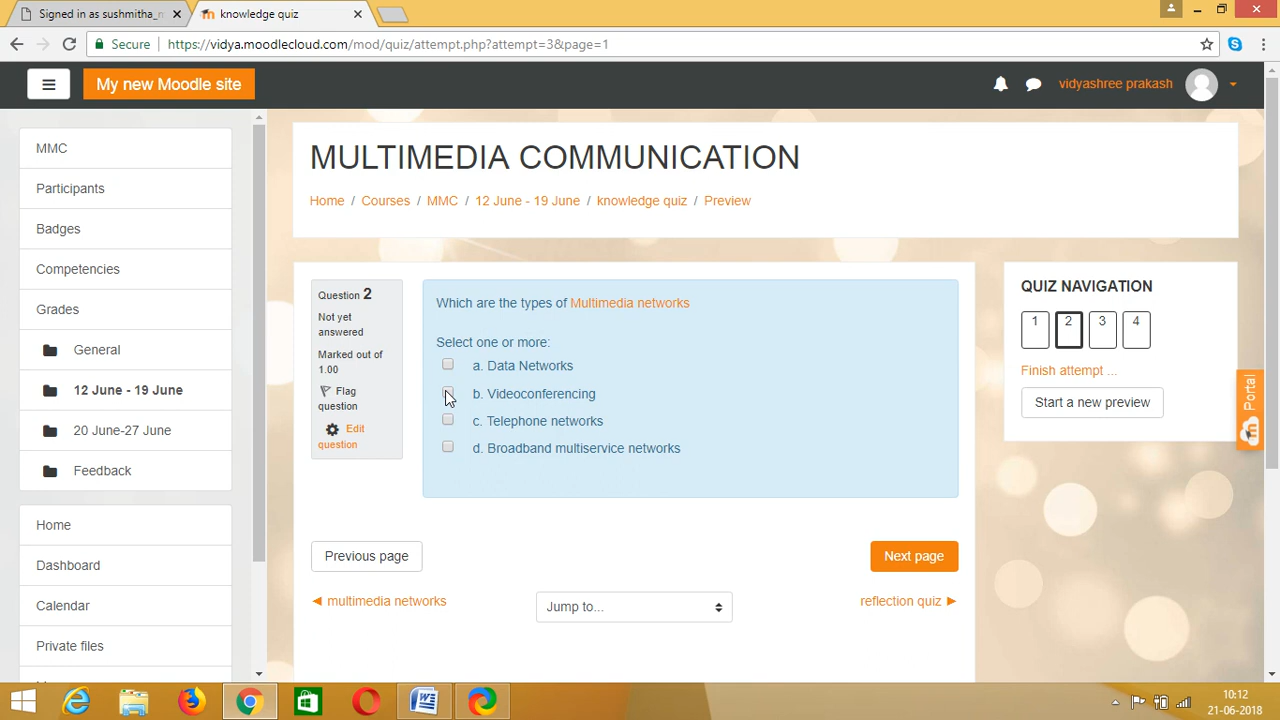 Signed in as sushmitha_n
knowledge quiz
Secure https://vidya.moodlecloud.com/mod/quiz/attempt.php?attempt=3&page=1
My new Moodle site
vidyashree prakash
MMC
Participants
Badges
Competencies
Grades
General
12 June - 19 June
20 June-27 June
Feedback
Home
Dashboard
Calendar
Private files
MULTIMEDIA COMMUNICATION
Home / Courses / MMC / 12 June - 19 June / knowledge quiz / Preview
Question 2
Not yet
answered
Marked out of
1.00
Flag
question
Edit
question
Which are the types of Multimedia networks
Select one or more:
a. Data Networks
b. Videoconferencing
c. Telephone networks
d. Broadband multiservice networks
Previous page
Next page
◄ multimedia networks
Jump to...
reflection quiz ►
QUIZ NAVIGATION
1 2 3 4
Finish attempt ...
Start a new preview
Portal
10:12
21-06-2018